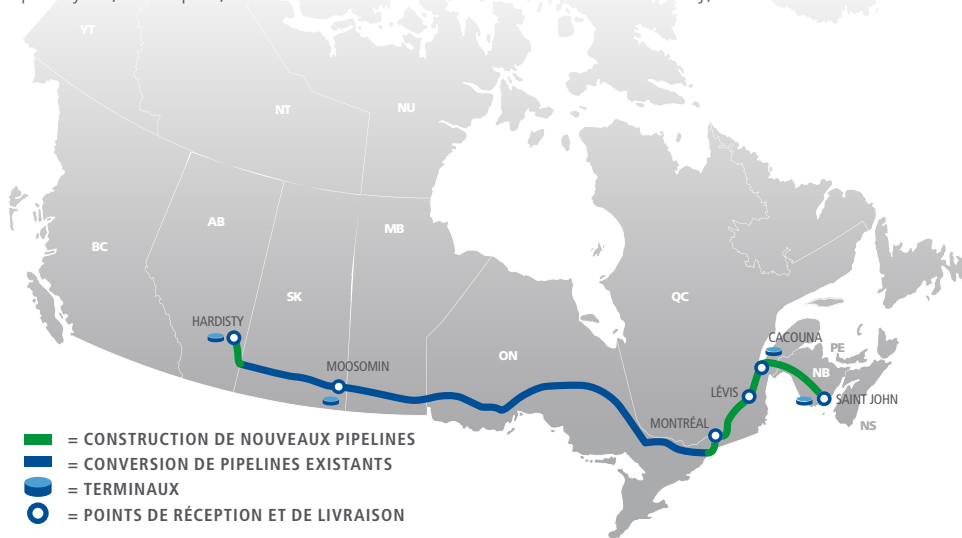 YT
NT
NU
BC
AB
SK
MB
ON
QC
HARDISTY
MOOSOMIN
CACOUNA
PE
NB
LÉVIS
SAINT JOHN
MONTRÉAL
NS
= CONSTRUCTION DE NOUVEAUX PIPELINES
= CONVERSION DE PIPELINES EXISTANTS
= TERMINAUX
= POINTS DE RÉCEPTION ET DE LIVRAISON